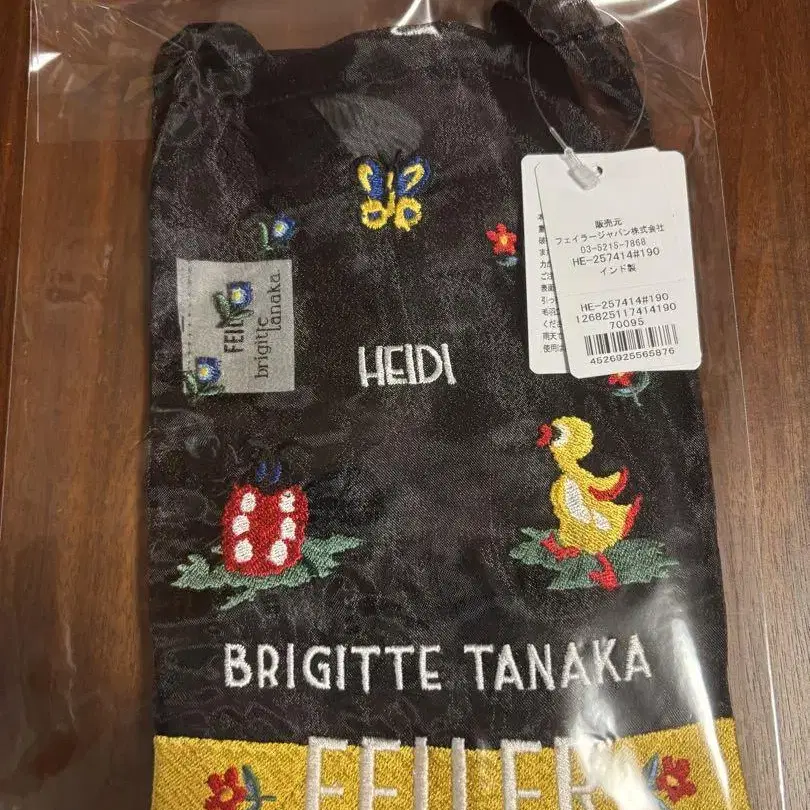 販売元
フェイラージャパン株式会社
03-5215-7868
HE-257414#190
インド製
HE-257414#190
126825117414190
70095
4526925565876
brigitte
tanaka
HEIDI
BRIGITTE TANAKA
FEILER